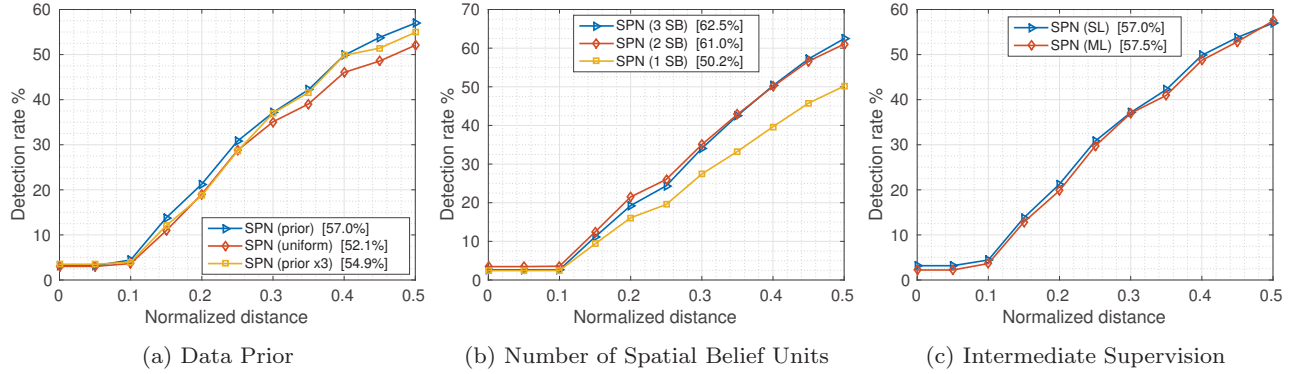 60
50
40
30
20
10
0
Detection rate %
SPN (prior) [57.0%]
SPN (uniform) [52.1%]
SPN (prior x3) [54.9%]
0 0.1 0.2 0.3 0.4 0.5
Normalized distance
(a) Data Prior
70
60
50
40
30
20
10
0
Detection rate %
SPN (3 SB) [62.5%]
SPN (2 SB) [61.0%]
SPN (1 SB) [50.2%]
0 0.1 0.2 0.3 0.4 0.5
Normalized distance
(b) Number of Spatial Belief Units
60
50
40
30
20
10
0
Detection rate %
SPN (SL) [57.0%]
SPN (ML) [57.5%]
0 0.1 0.2 0.3 0.4 0.5
Normalized distance
(c) Intermediate Supervision